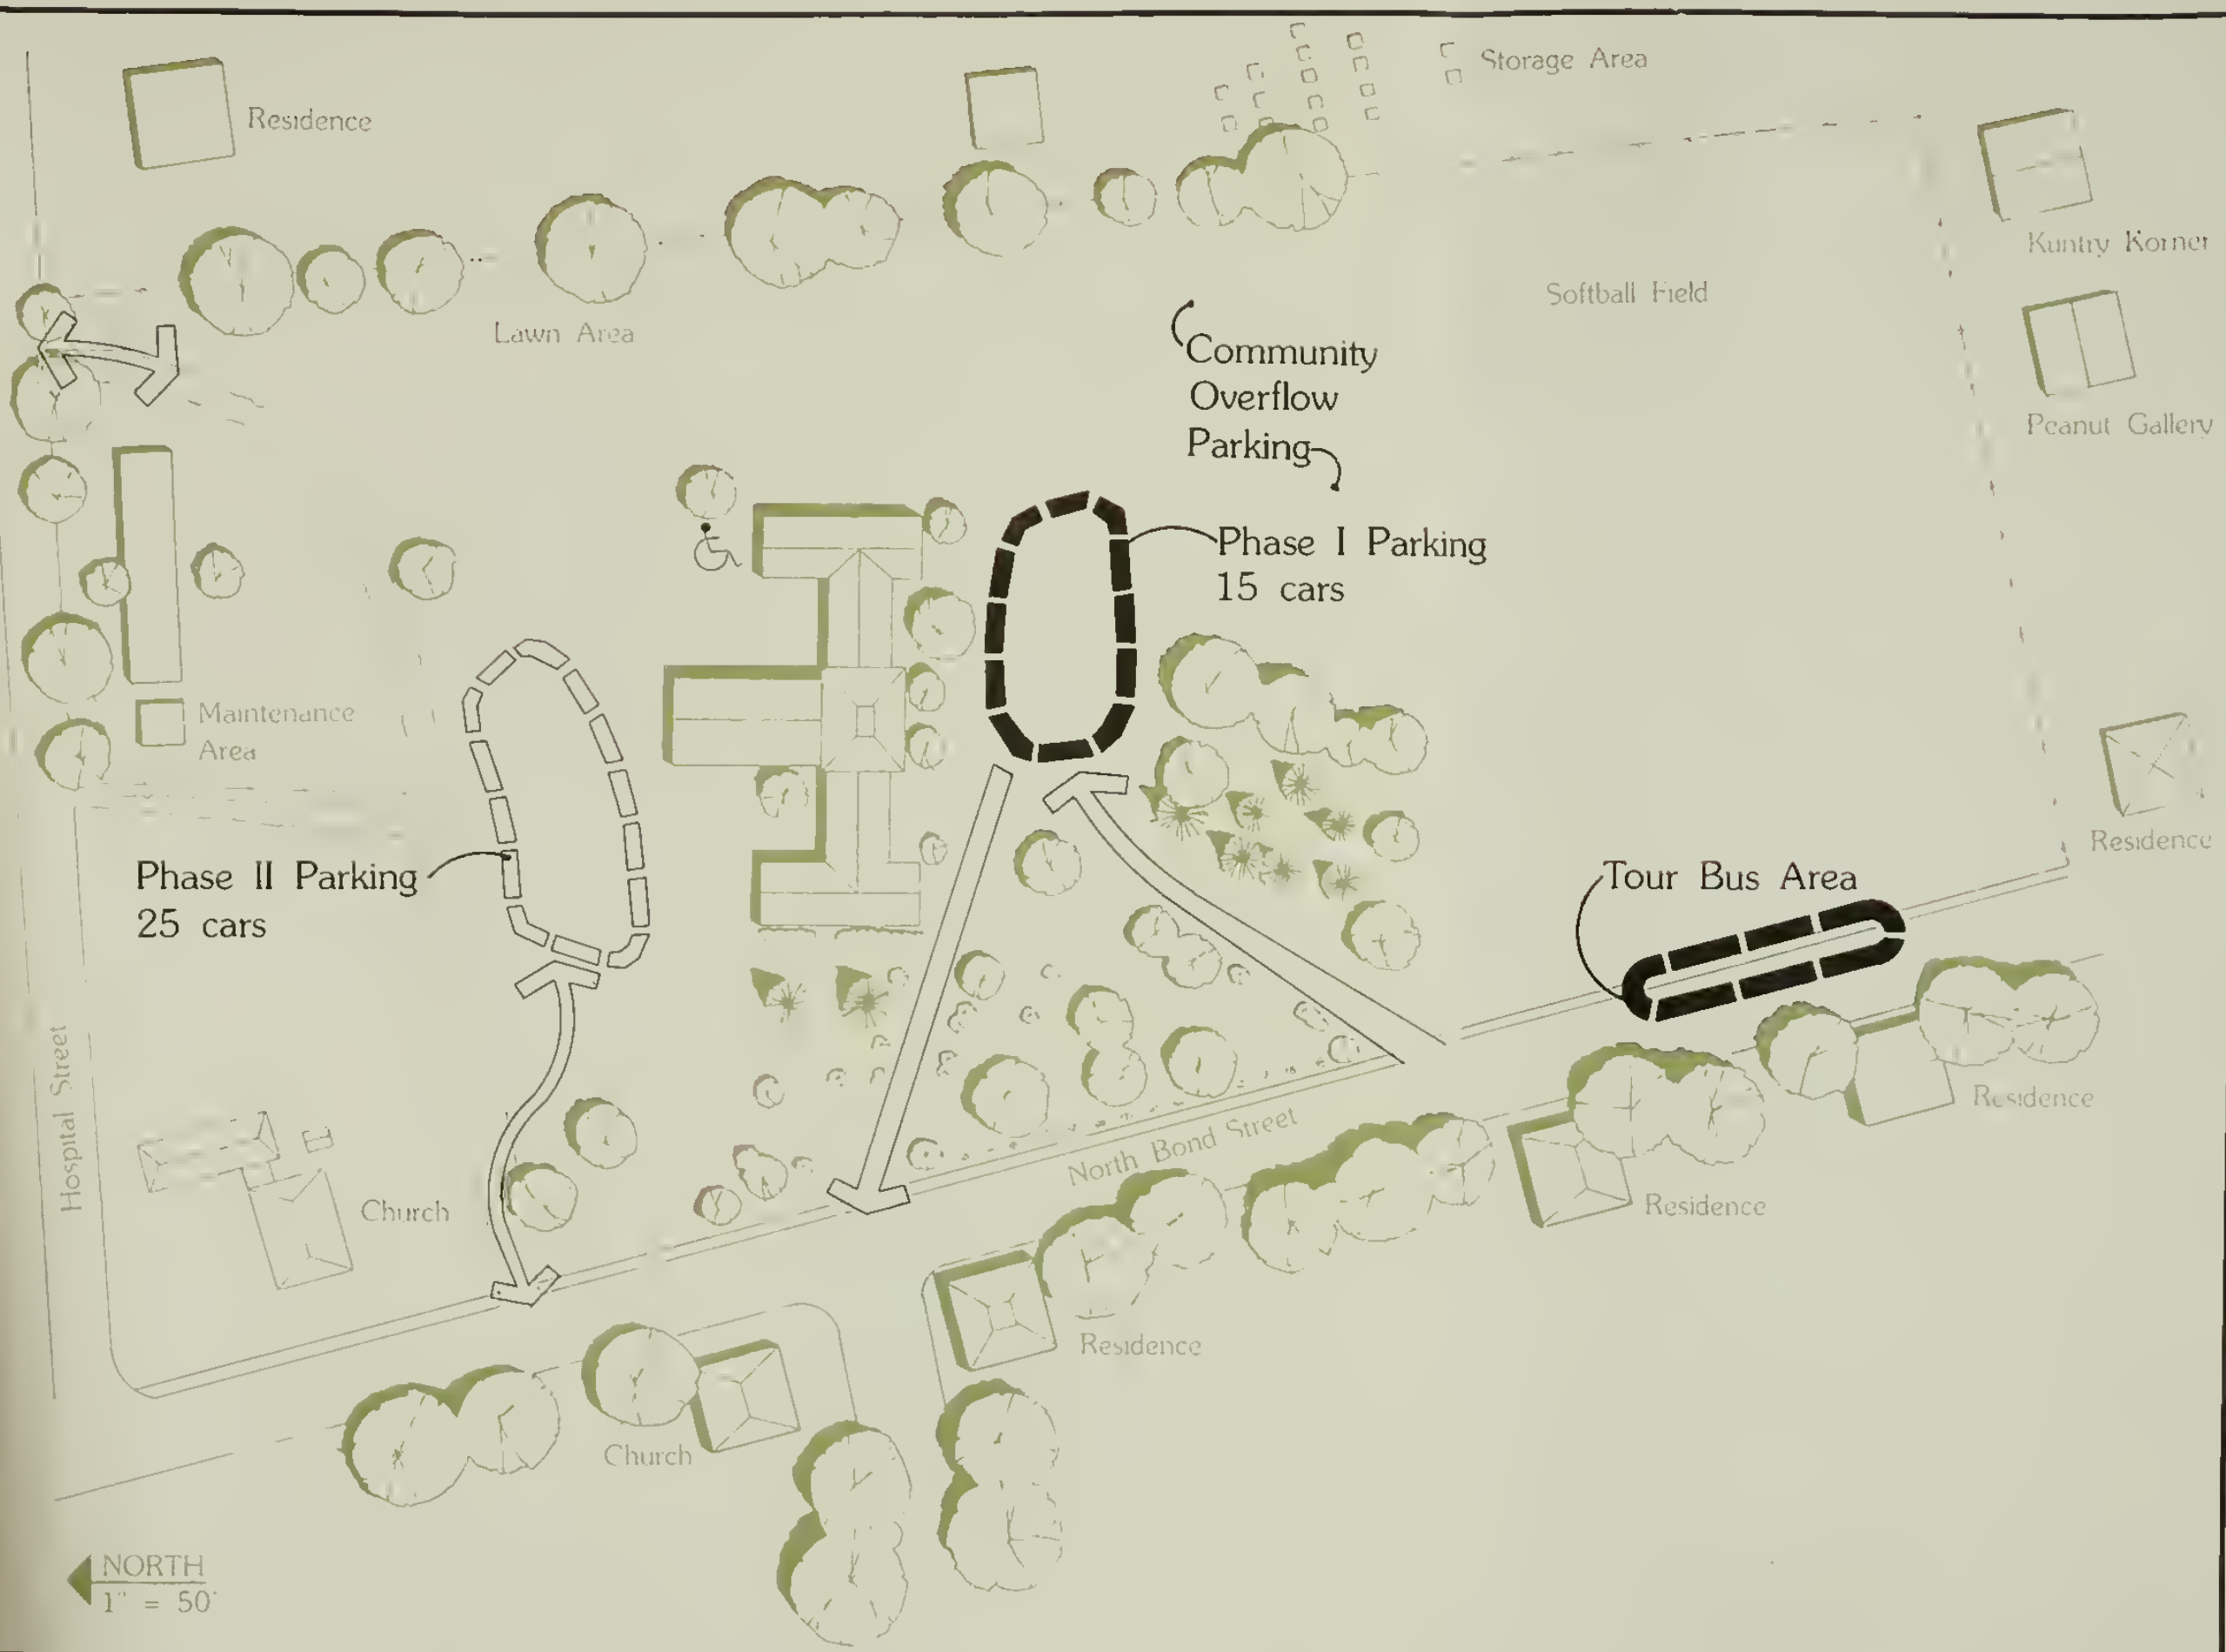 Storage Area
Residence
Kuntry Korner
Softball Field
Lawn Area
Community
Overflow
Parking
Peanut Gallery
Phase I Parking
15 cars
Maintenance
Area
Residence
Phase II Parking
25 cars
Tour Bus Area
Hospital Street
Residence
North Bond Street
Church
Residence
Residence
Church
NORTH
1" = 50'